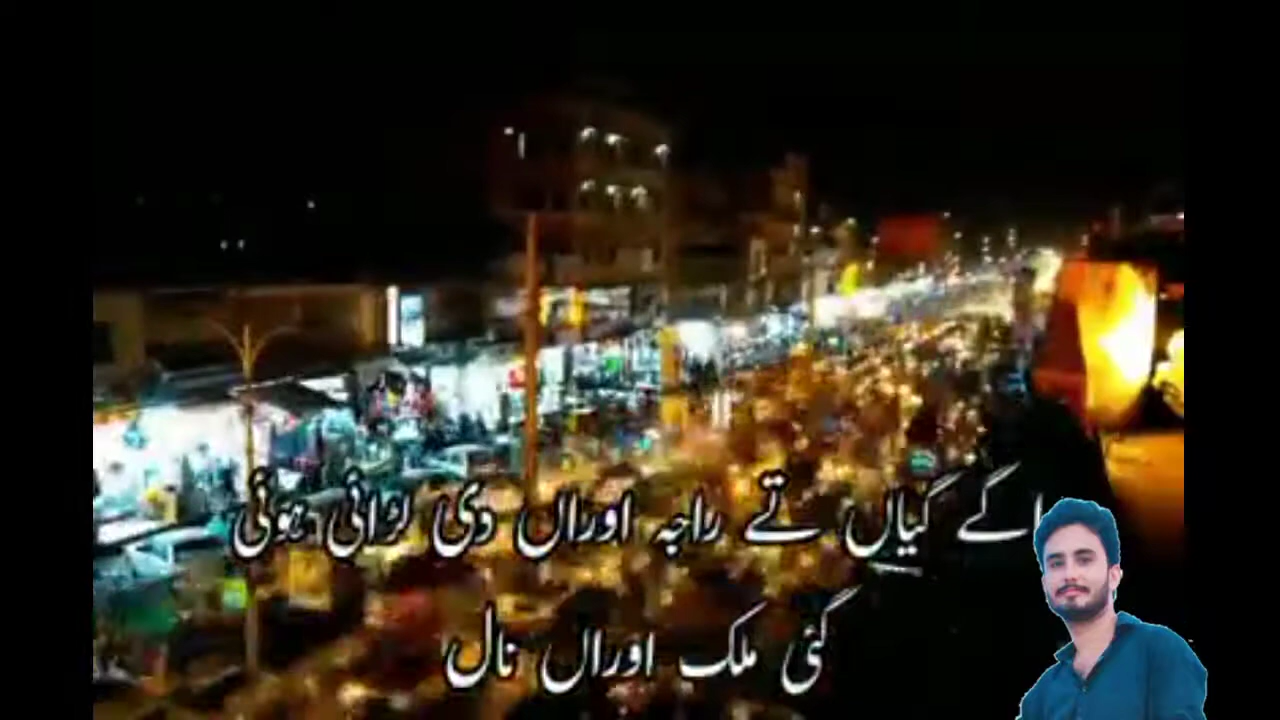 اگے گیاں تے راجہ اوراں دی لڑائی ہوئی
گئی ملک اوراں نال